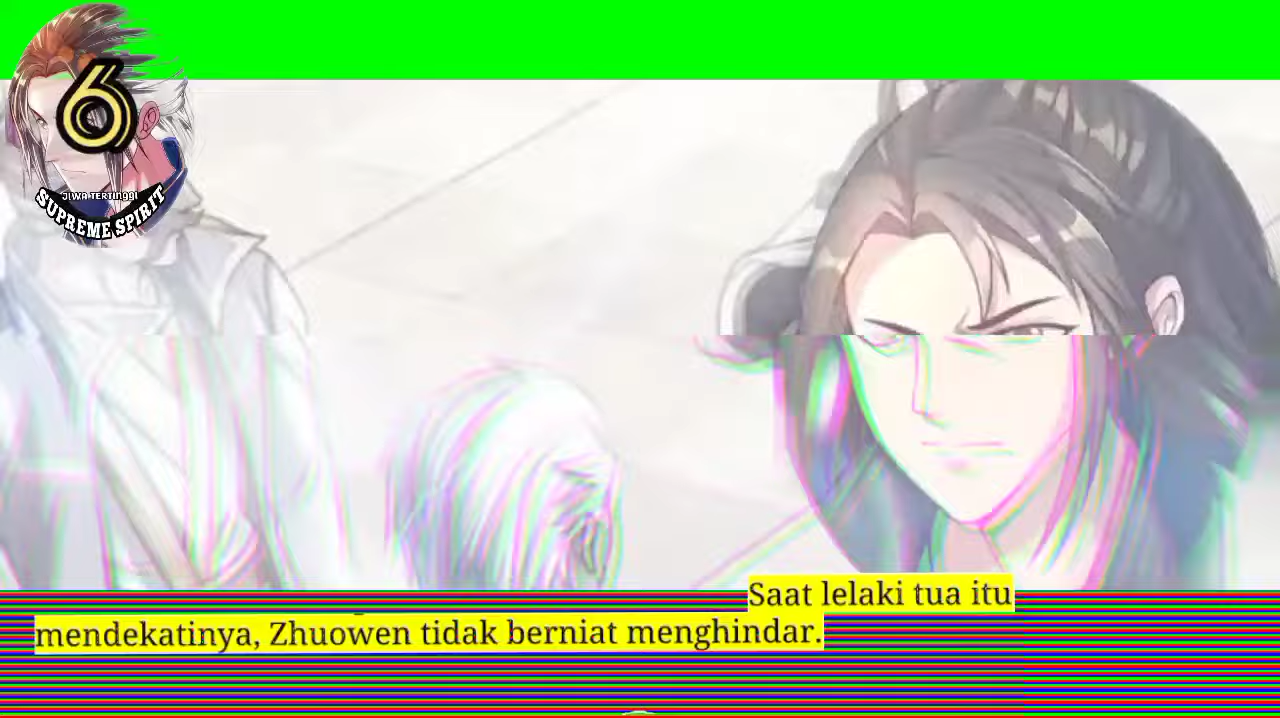 6
JIWA TERTINGGI
SUPREME SPIRIT
Saat lelaki tua itu
mendekatinya, Zhuowen tidak berniat menghindar.